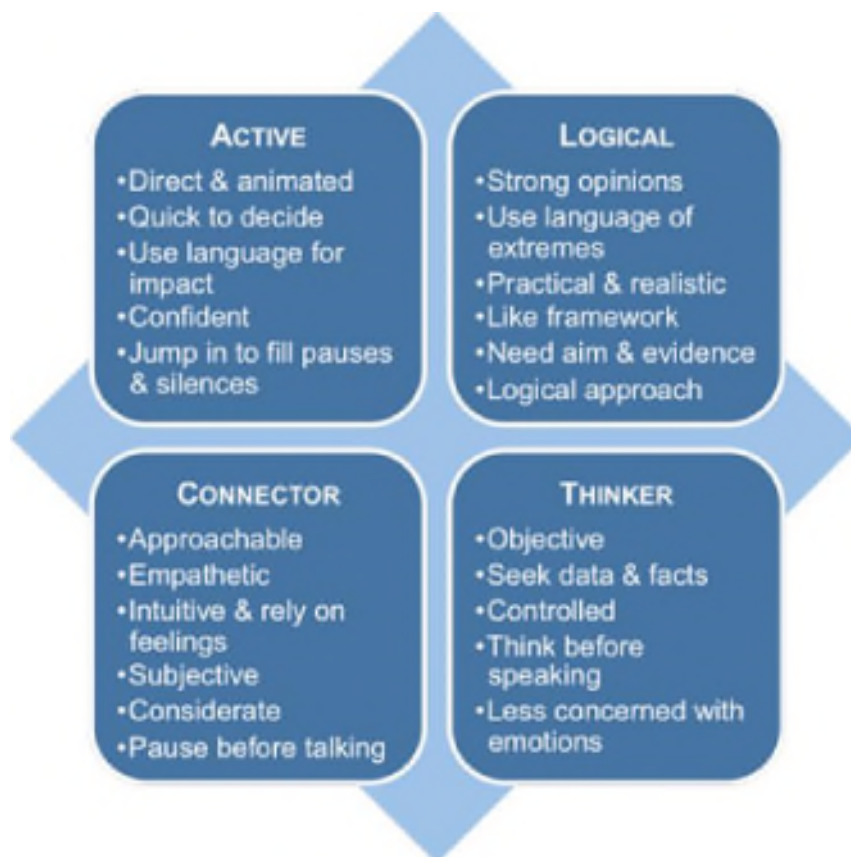 ACTIVE
•Direct & animated
•Quick to decide
•Use language for
impact
•Confident
•Jump in to fill pauses
& silences
LOGICAL
•Strong opinions
•Use language of
extremes
•Practical & realistic
•Like framework
•Need aim & evidence
•Logical approach
CONNECTOR
•Approachable
•Empathetic
•Intuitive & rely on
feelings
•Subjective
•Considerate
•Pause before talking
THINKER
•Objective
•Seek data & facts
•Controlled
•Think before
speaking
•Less concerned with
emotions